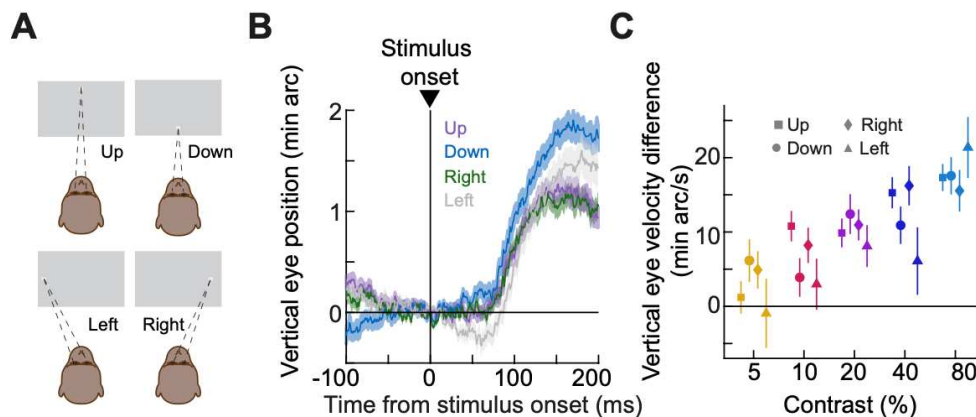 A
Up
Down
Left
Right
B
Stimulus
onset
Vertical eye position (min arc)
2
1
0
Up
Down
Right
Left
-100
0
100
200
Time from stimulus onset (ms)
C
Vertical eye velocity difference
(min arc/s)
20
10
0
Up
Right
Down
Left
5
10
20
40
80
Contrast (%)